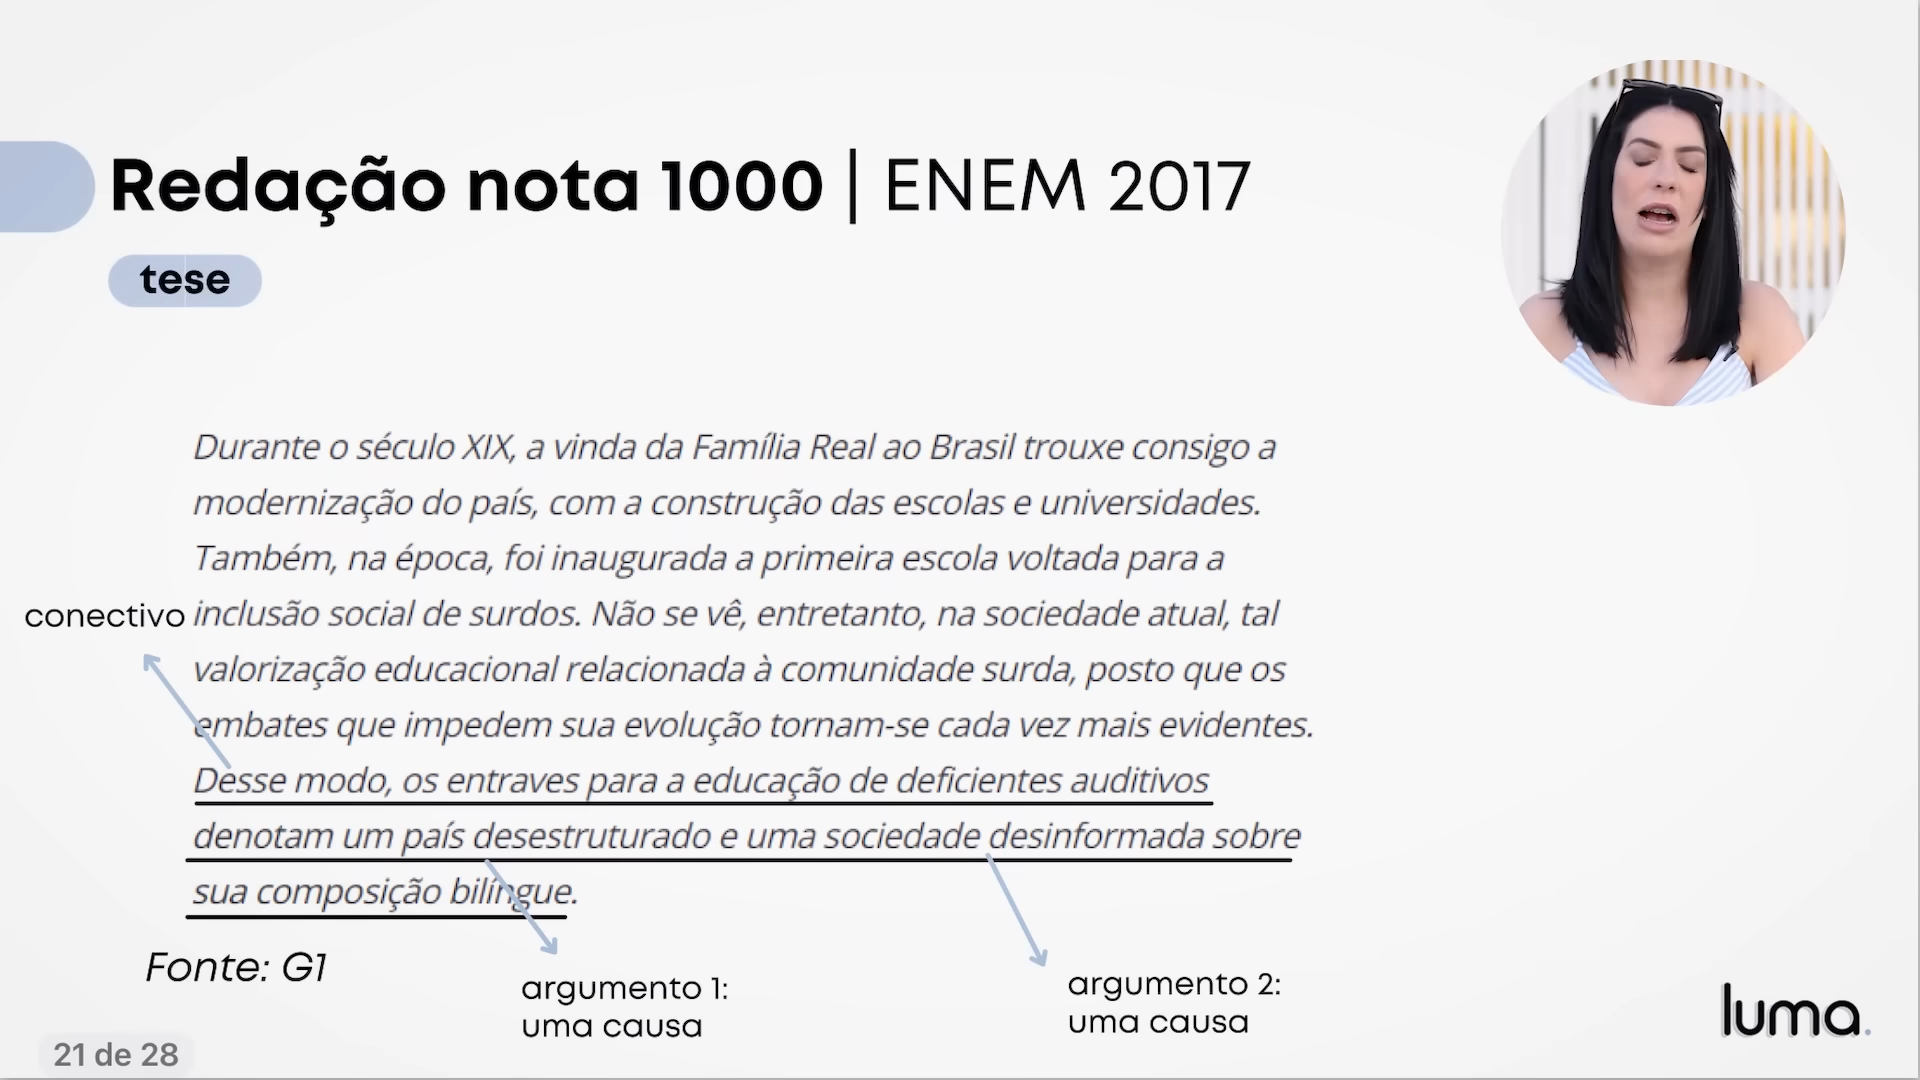 Redação nota 1000 | ENEM 2017
tese
Durante o século XIX, a vinda da Família Real ao Brasil trouxe consigo a
modernização do país, com a construção das escolas e universidades.
Também, na época, foi inaugurada a primeira escola voltada para a
conectivo
inclusão social de surdos. Não se vê, entretanto, na sociedade atual, tal
valorização educacional relacionada à comunidade surda, posto que os
embates que impedem sua evolução tornam-se cada vez mais evidentes.
Desse modo, os entraves para a educação de deficientes auditivos
denotam um país desestruturado e uma sociedade desinformada sobre
sua composição bilíngue.
Fonte: G1
argumento 1:
uma causa
argumento 2:
uma causa
luma.
21 de 28